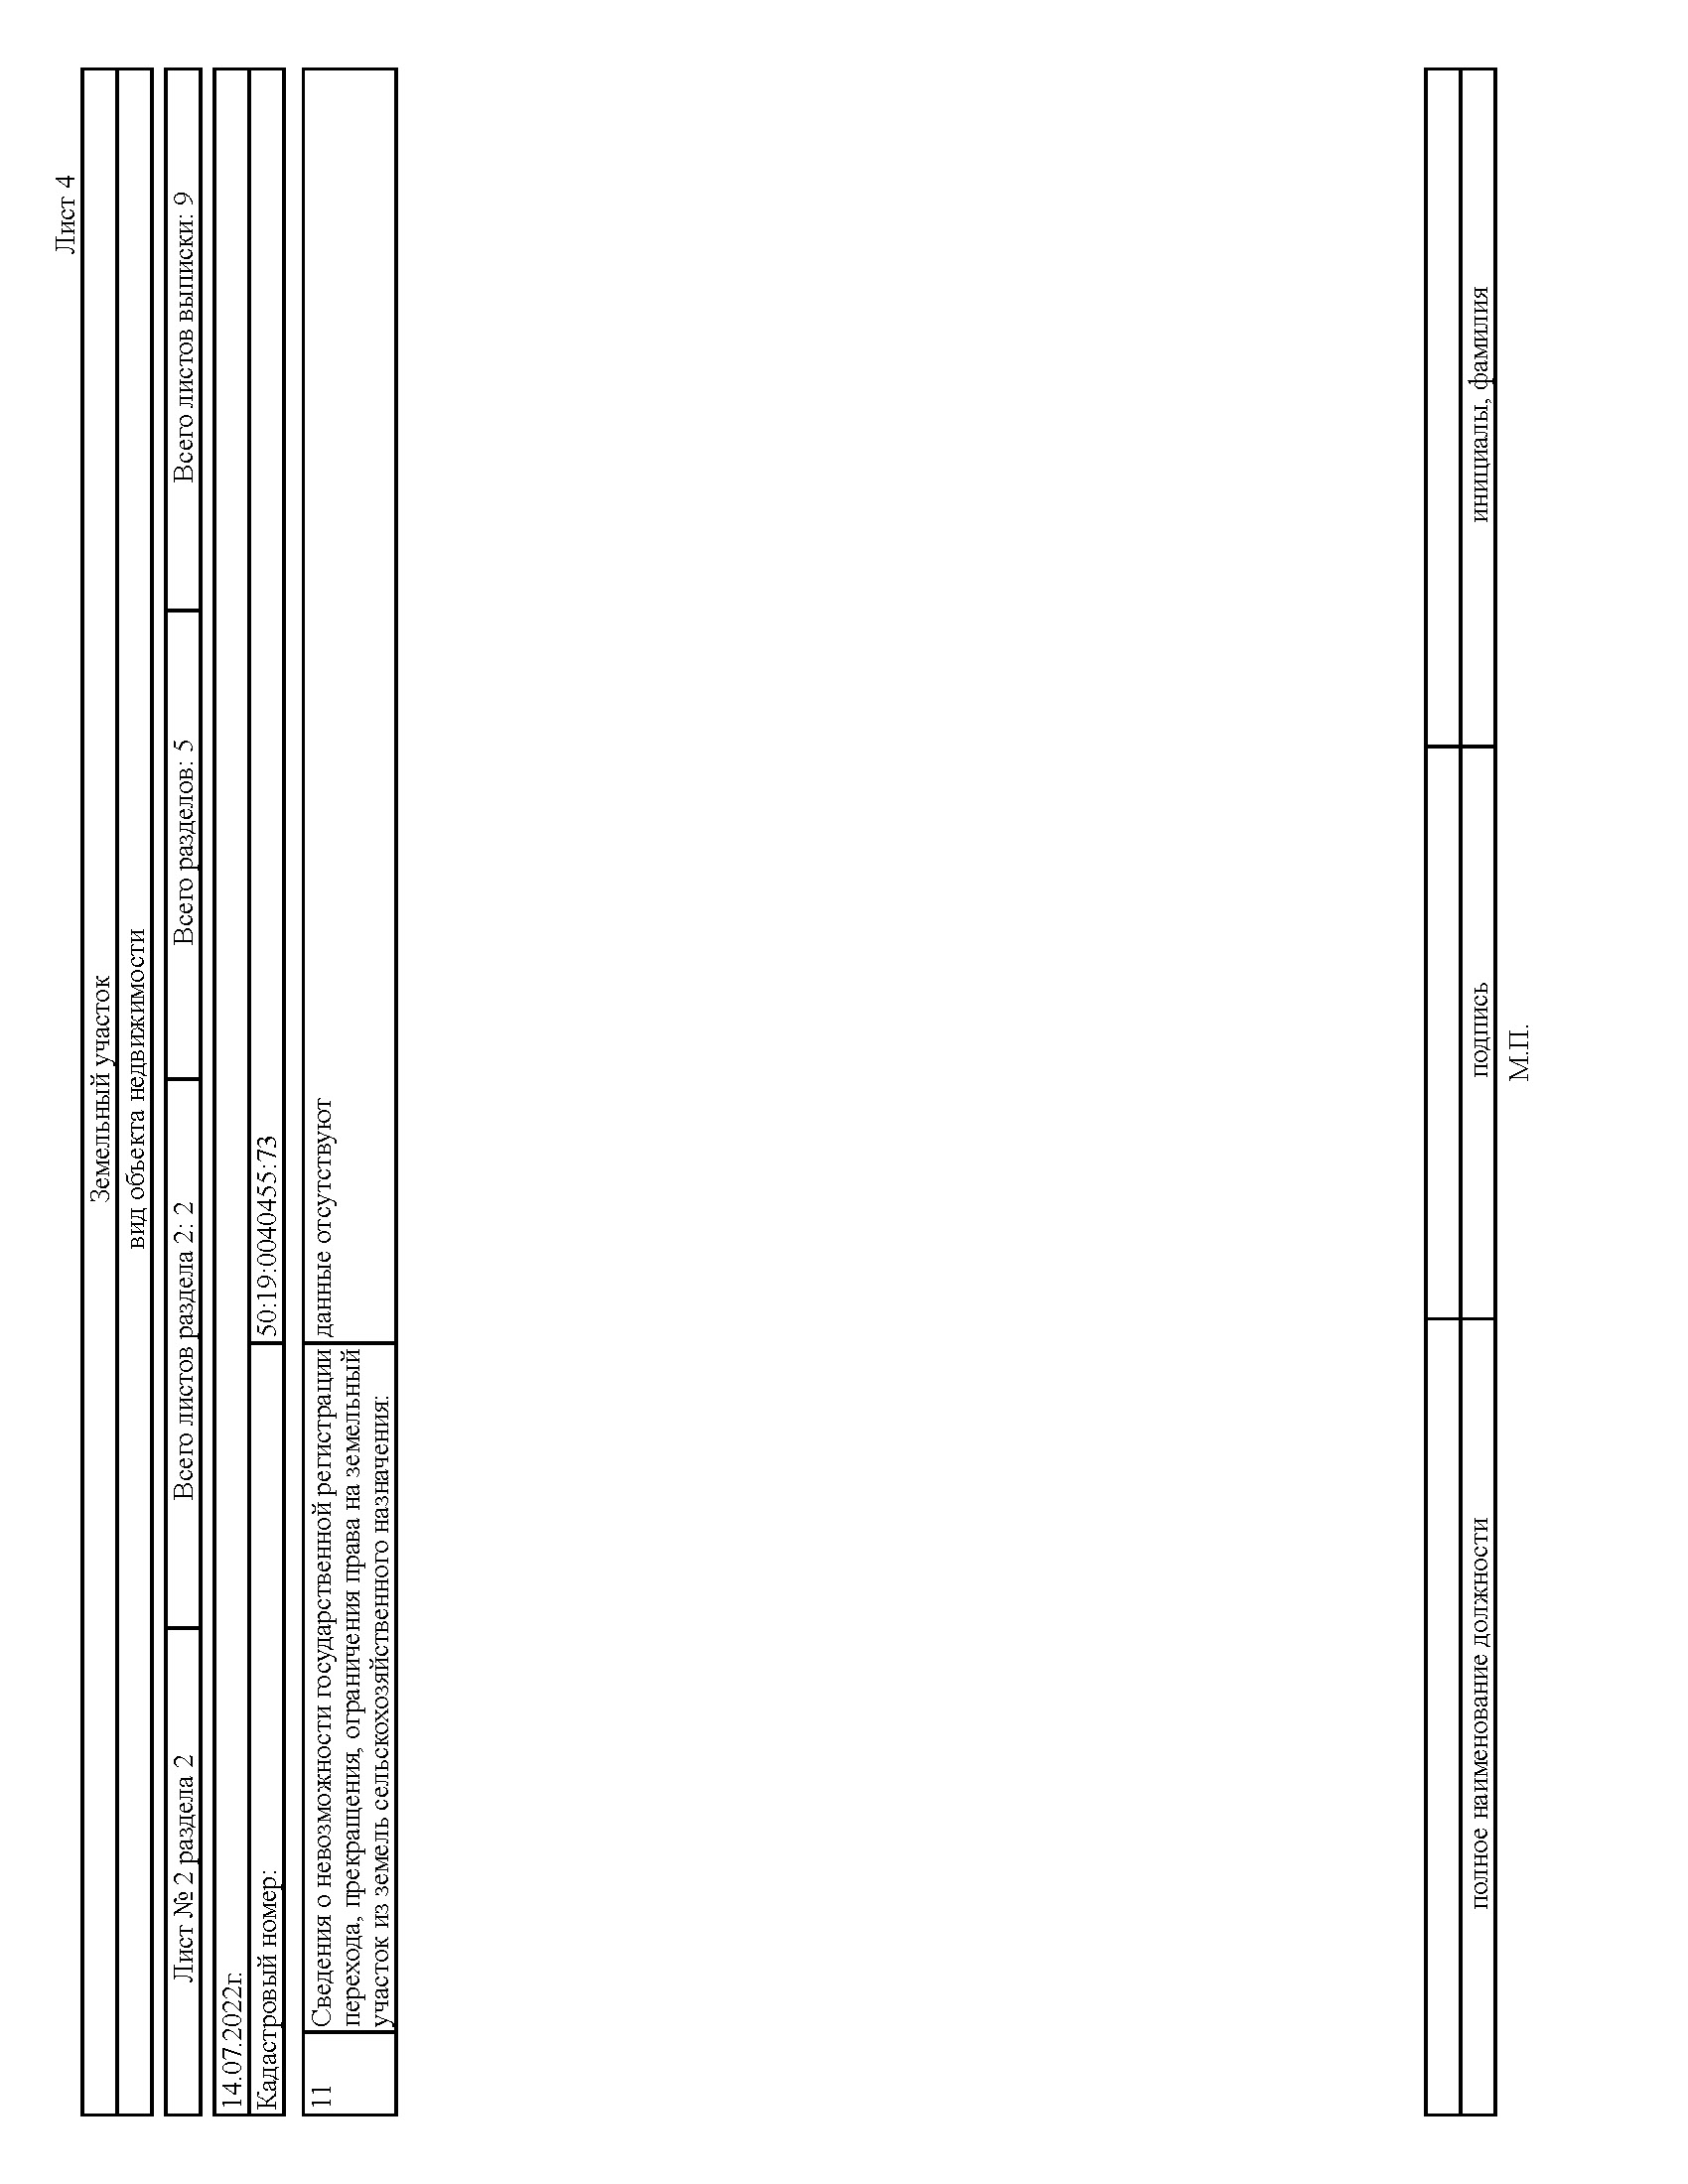 Лист 4
Земельный участок
вид объекта недвижимости
Лист № 2 раздела 2
Всего листов раздела 2: 2
Всего разделов: 5
Всего листов выписки: 9
14.07.2022г.
Кадастровый номер:
50:19:0040455:73
11
Сведения о невозможности государственной регистрации
перехода, прекращения, ограничения права на земельный
участок из земель сельскохозяйственного назначения:
данные отсутствуют
полное наименование должности
подпись
инициалы, фамилия
М.П.